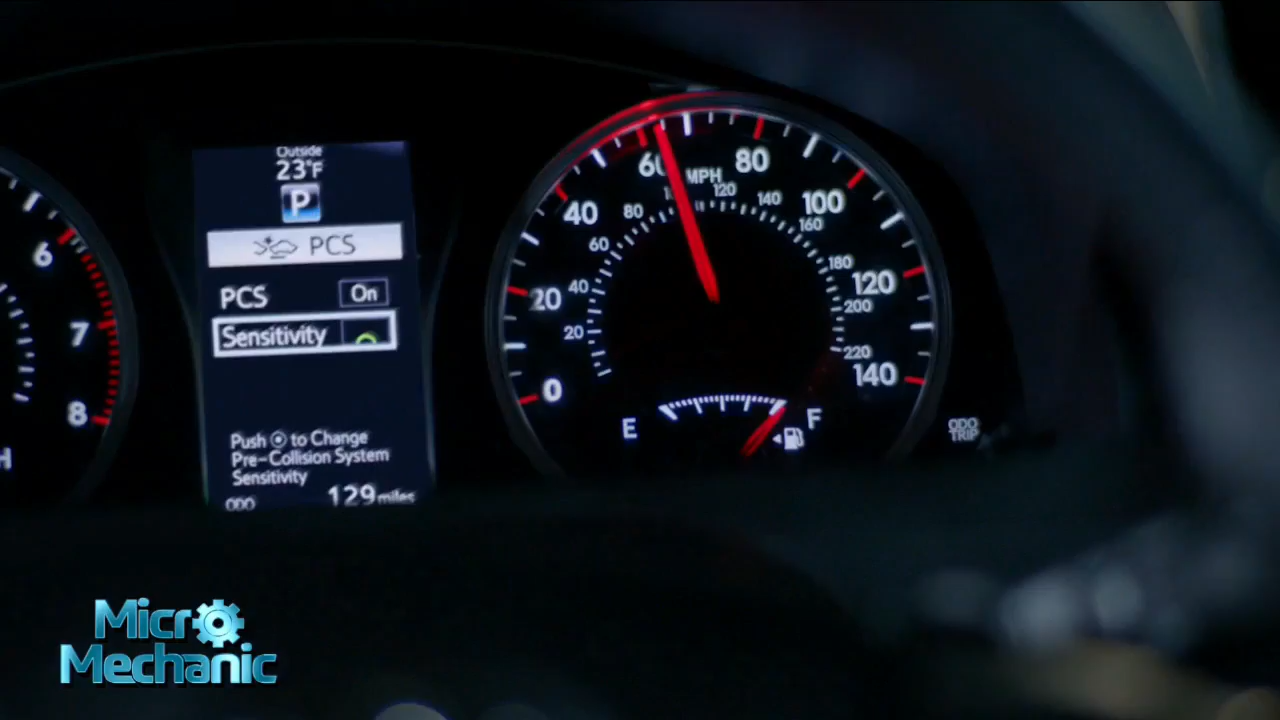 Outside
23°F
P
PCS
PCS On
Sensitivity
Push ⦿ to Change
Pre-Collision System
Sensitivity
ODO 129 miles
6
7
8
H
0
20
40
60
80
100
120
140
MPH
20
40
60
80
120
140
160
180
200
220
E F
ODO
TRIP
Micro
Mechanic